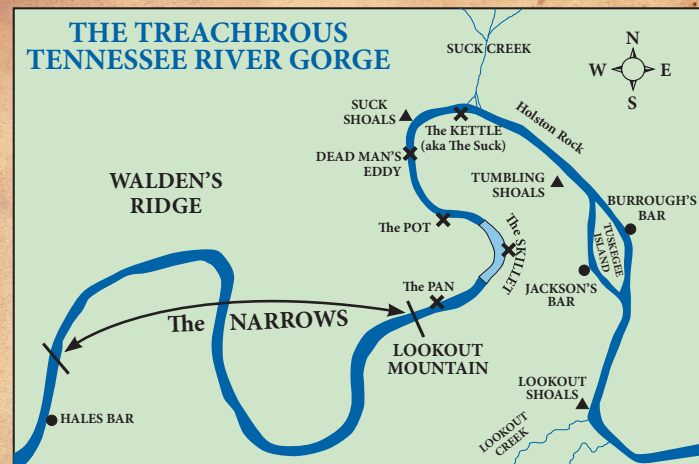 THE TREACHEROUS
TENNESSEE RIVER GORGE
SUCK CREEK
N
W
E
S
SUCK
SHOALS
The KETTLE
(aka The Suck)
Holston Rock
DEAD MAN'S
EDDY
TUMBLING
SHOALS
WALDEN'S
RIDGE
BURROUGH'S
BAR
The POT
The SKILLET
TUSKEGEE
ISLAND
JACKSON'S
BAR
The PAN
The NARROWS
LOOKOUT
MOUNTAIN
LOOKOUT
SHOALS
HALES BAR
LOOKOUT
CREEK